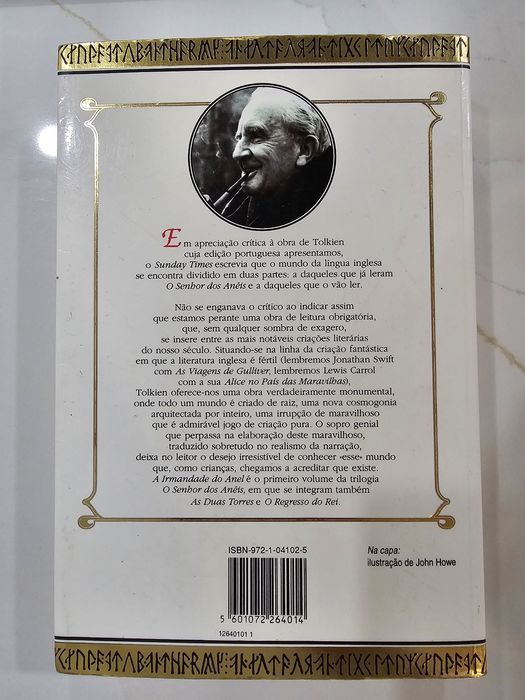 Em apreciação crítica à obra de Tolkien
cuja edição portuguesa apresentamos,
o Sunday Times escrevia que o mundo da língua inglesa
se encontra dividido em duas partes: a daqueles que já leram
O Senhor dos Anéis e a daqueles que o vão ler.
Não se enganava o crítico ao indicar assim
que estamos perante uma obra de leitura obrigatória,
que, sem qualquer sombra de exagero,
se insere entre as mais notáveis criações literárias
do nosso século. Situando-se na linha da criação fantástica
em que a literatura inglesa é fértil (lembremos Jonathan Swift
com As Viagens de Gulliver, lembremos Lewis Carrol
com a sua Alice no País das Maravilhas),
Tolkien oferece-nos uma obra verdadeiramente monumental,
onde todo um mundo é criado de raiz, uma nova cosmogonia
arquitectada por inteiro, uma irrupção de maravilhoso
que é admirável jogo de criação pura. O sopro genial
que perpassa na elaboração deste maravilhoso,
traduzido sobretudo no realismo da narração,
deixa no leitor o desejo irresistível de conhecer «esse» mundo
que, como crianças, chegamos a acreditar que existe.
A Irmandade do Anel é o primeiro volume da trilogia
O Senhor dos Anéis, em que se integram também
As Duas Torres e O Regresso do Rei.
ISBN-972-1-04102-5
5 601072 264014
12640101 1
Na capa:
ilustração de John Howe